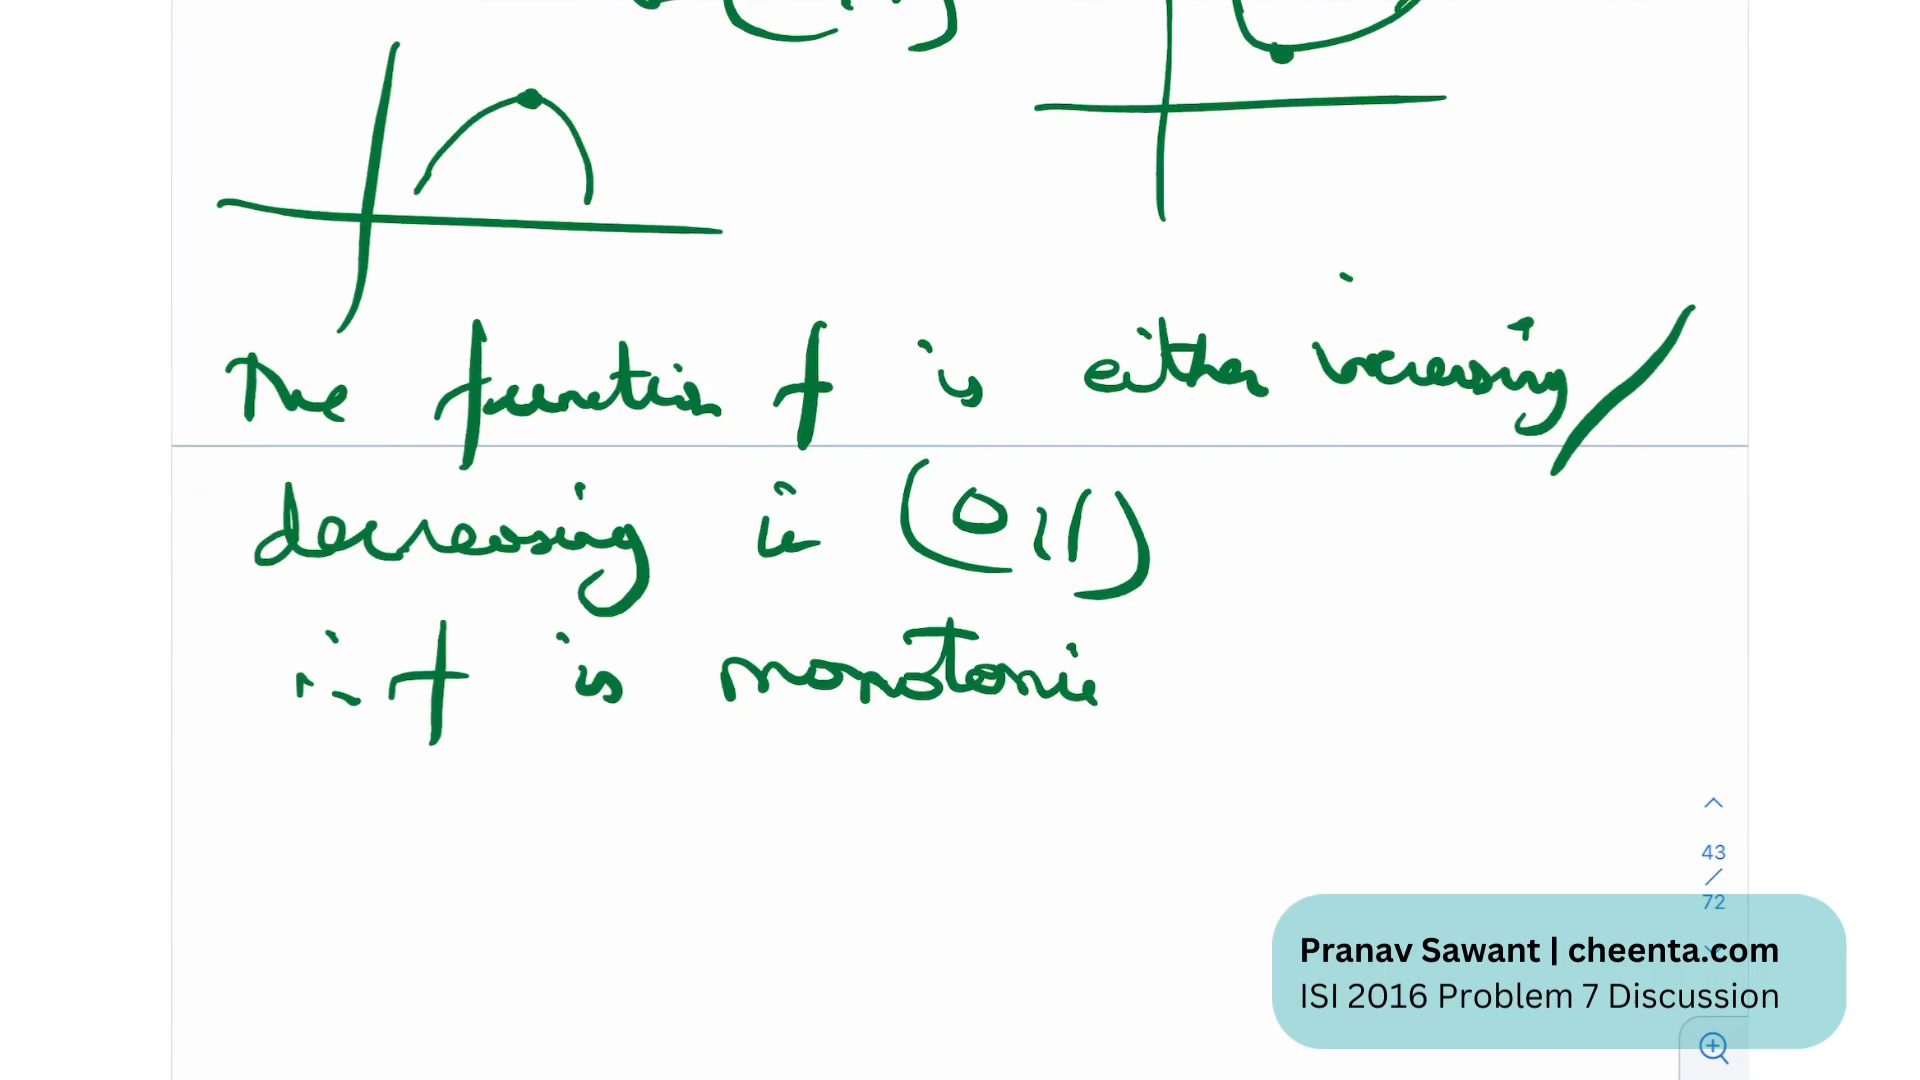 The function f is either increasing/
decreasing in (0,1)
∴ f is monotonic
43
/
72
Pranav Sawant | cheenta.com
ISI 2016 Problem 7 Discussion